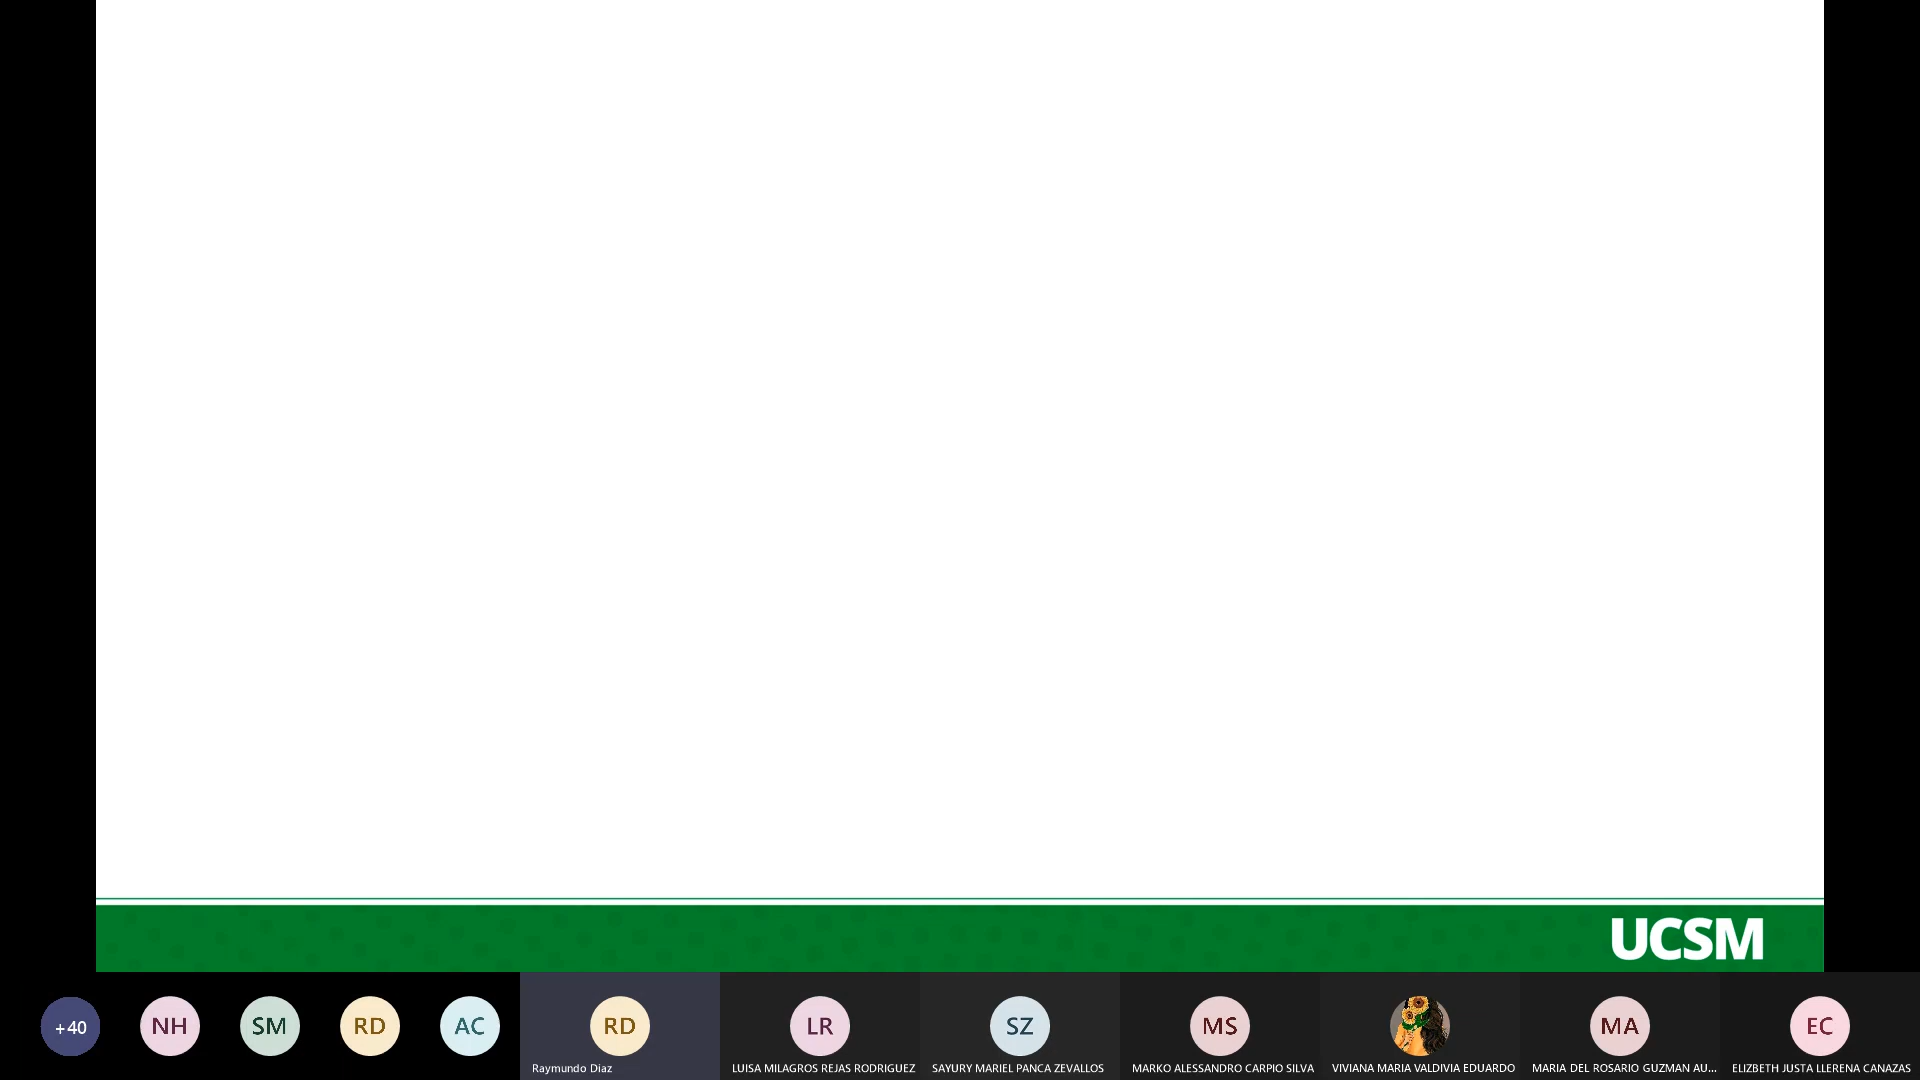 UCSM
+40
NH
SM
RD
AC
RD
LR
SZ
MS
MA
EC
Raymundo Diaz
LUISA MILAGROS REJAS RODRIGUEZ
SAYURY MARIEL PANCA ZEVALLOS
MARKO ALESSANDRO CARPIO SILVA
VIVIANA MARIA VALDIVIA EDUARDO
MARIA DEL ROSARIO GUZMAN AU...
ELIZBETH JUSTA LLERENA CANAZAS